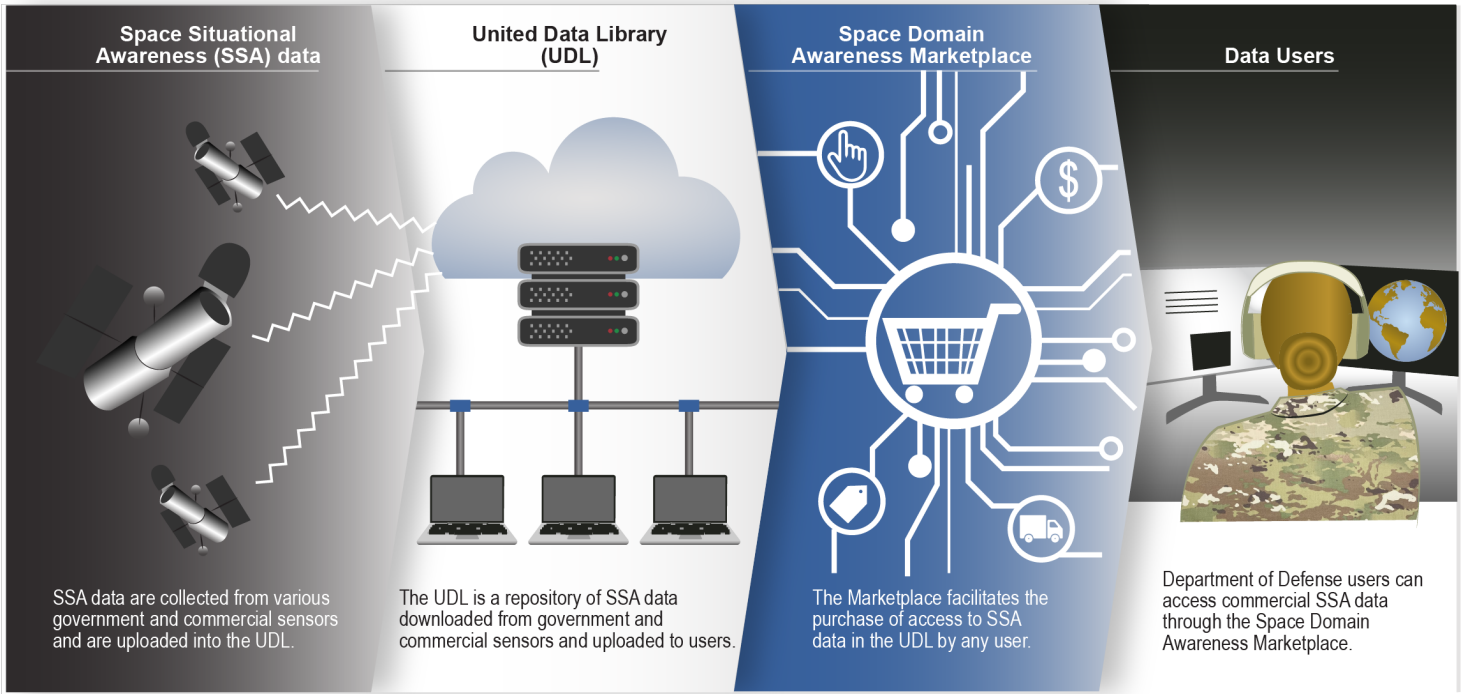 Space Situational
Awareness (SSA) data
SSA data are collected from various
government and commercial sensors
and are uploaded into the UDL.
United Data Library
(UDL)
The UDL is a repository of SSA data
downloaded from government and
commercial sensors and uploaded to users.
Space Domain
Awareness Marketplace
$
The Marketplace facilitates the
purchase of access to SSA
data in the UDL by any user.
Data Users
Department of Defense users can
access commercial SSA data
through the Space Domain
Awareness Marketplace.